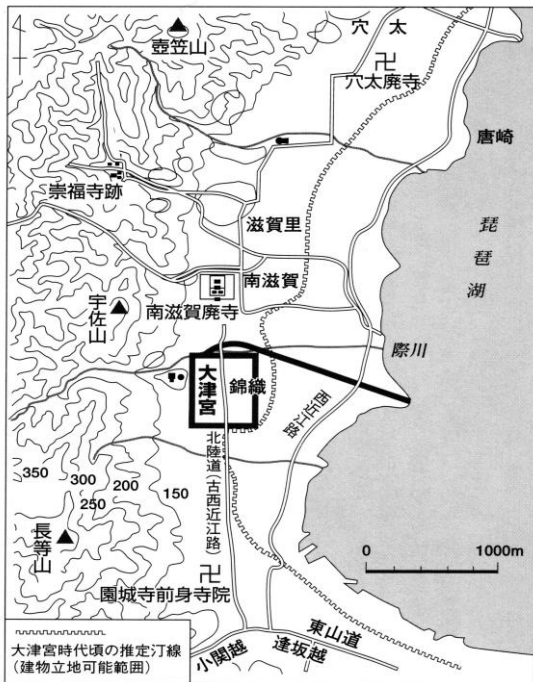 壺笠山
穴太
穴太廃寺
唐崎
崇福寺跡
滋賀里
琵琶湖
南滋賀
宇佐山
南滋賀廃寺
際川
大津宮
錦織
西近江路
北陸道(古西近江路)
350
300
250
200
150
長等山
0 1000m
園城寺前身寺院
東山道
逢坂越
小関越
大津宮時代頃の推定汀線
(建物立地可能範囲)